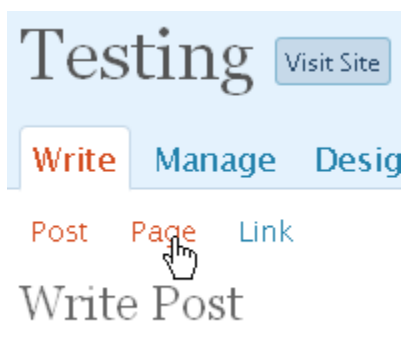 Testing Visit Site
Write Manage Desig
Post Page Link
Write Post